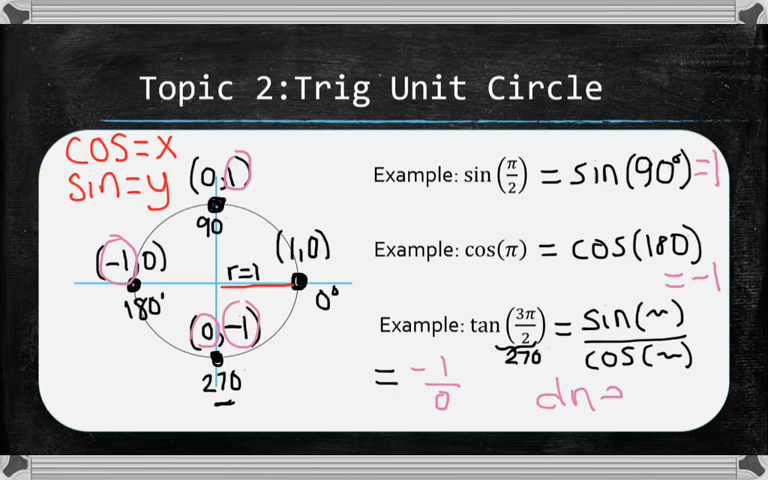 Topic 2:Trig Unit Circle
cos=x
sin=y
(0,1)
90
(-1,0)
180°
(1,0)
r=1
0°
(0,-1)
270
Example: sin (π/2) = sin(90°)=1
Example: cos(π) = cos(180)
=-1
Example: tan (3π/2) = sin(~)/cos(~)
270
= -1/0